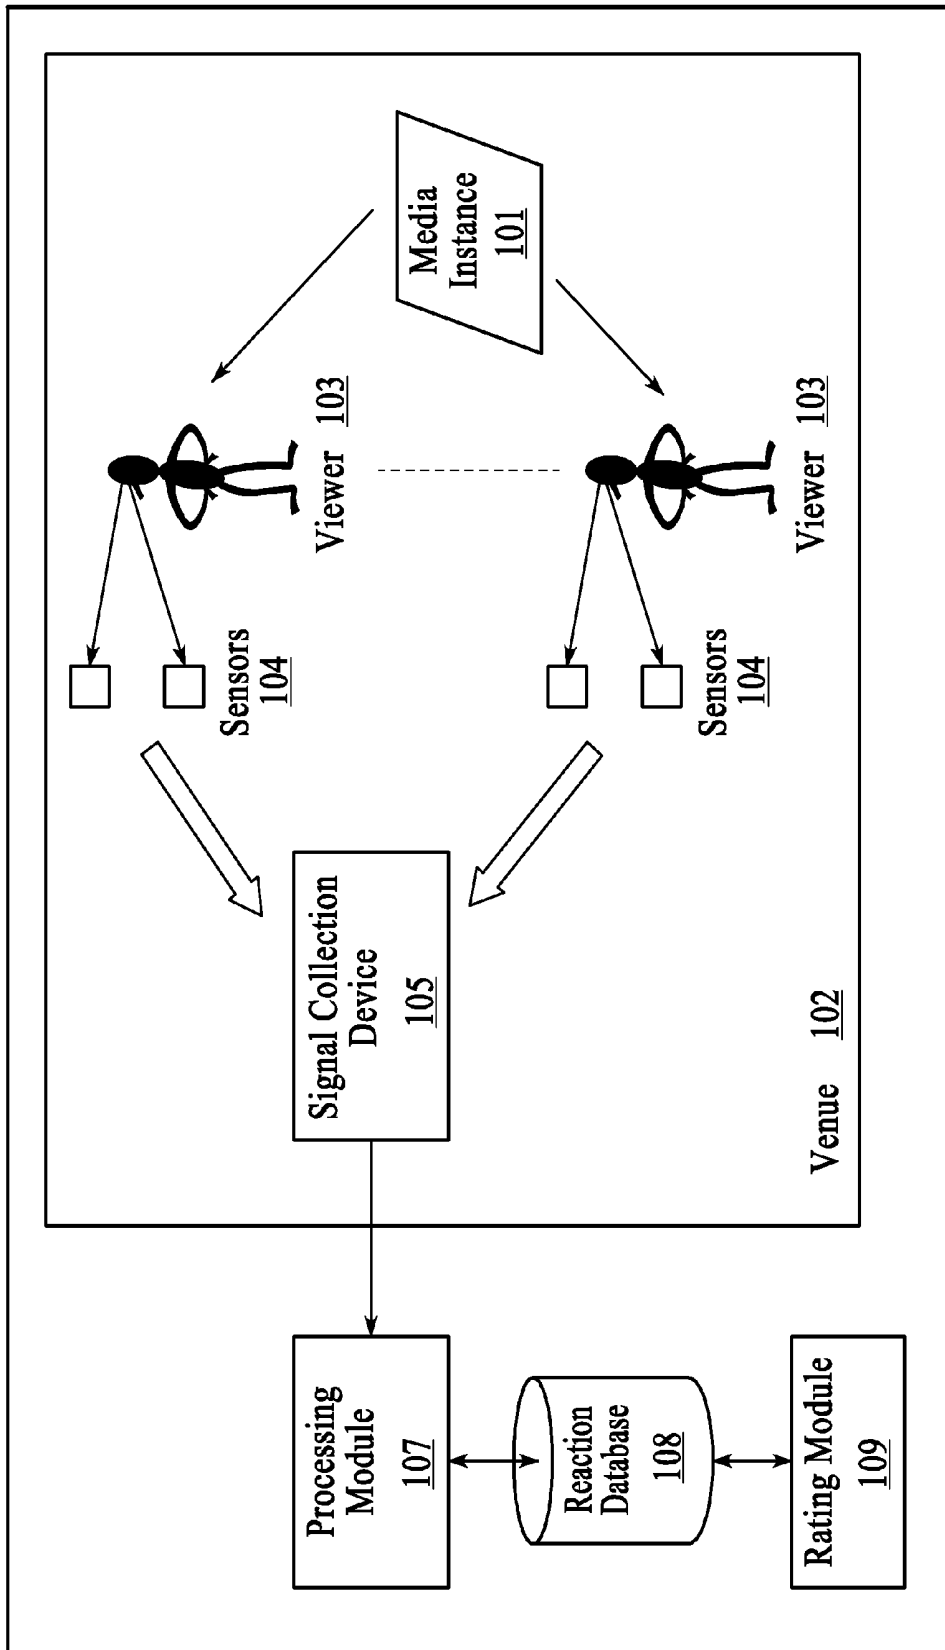 Processing
Module
107
Reaction
Database
108
Rating Module
109
Signal Collection
Device
105
Sensors
104
Viewer 103
Media
Instance
101
Sensors
104
Viewer 103
Venue 102